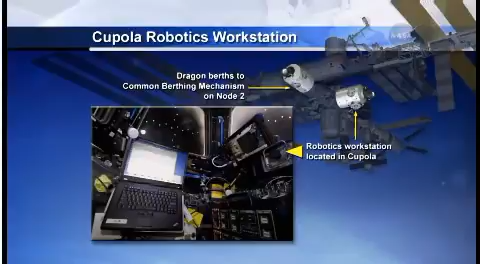 Cupola Robotics Workstation
Dragon berths to
Common Berthing Mechanism
on Node 2
Robotics workstation
located in Cupola